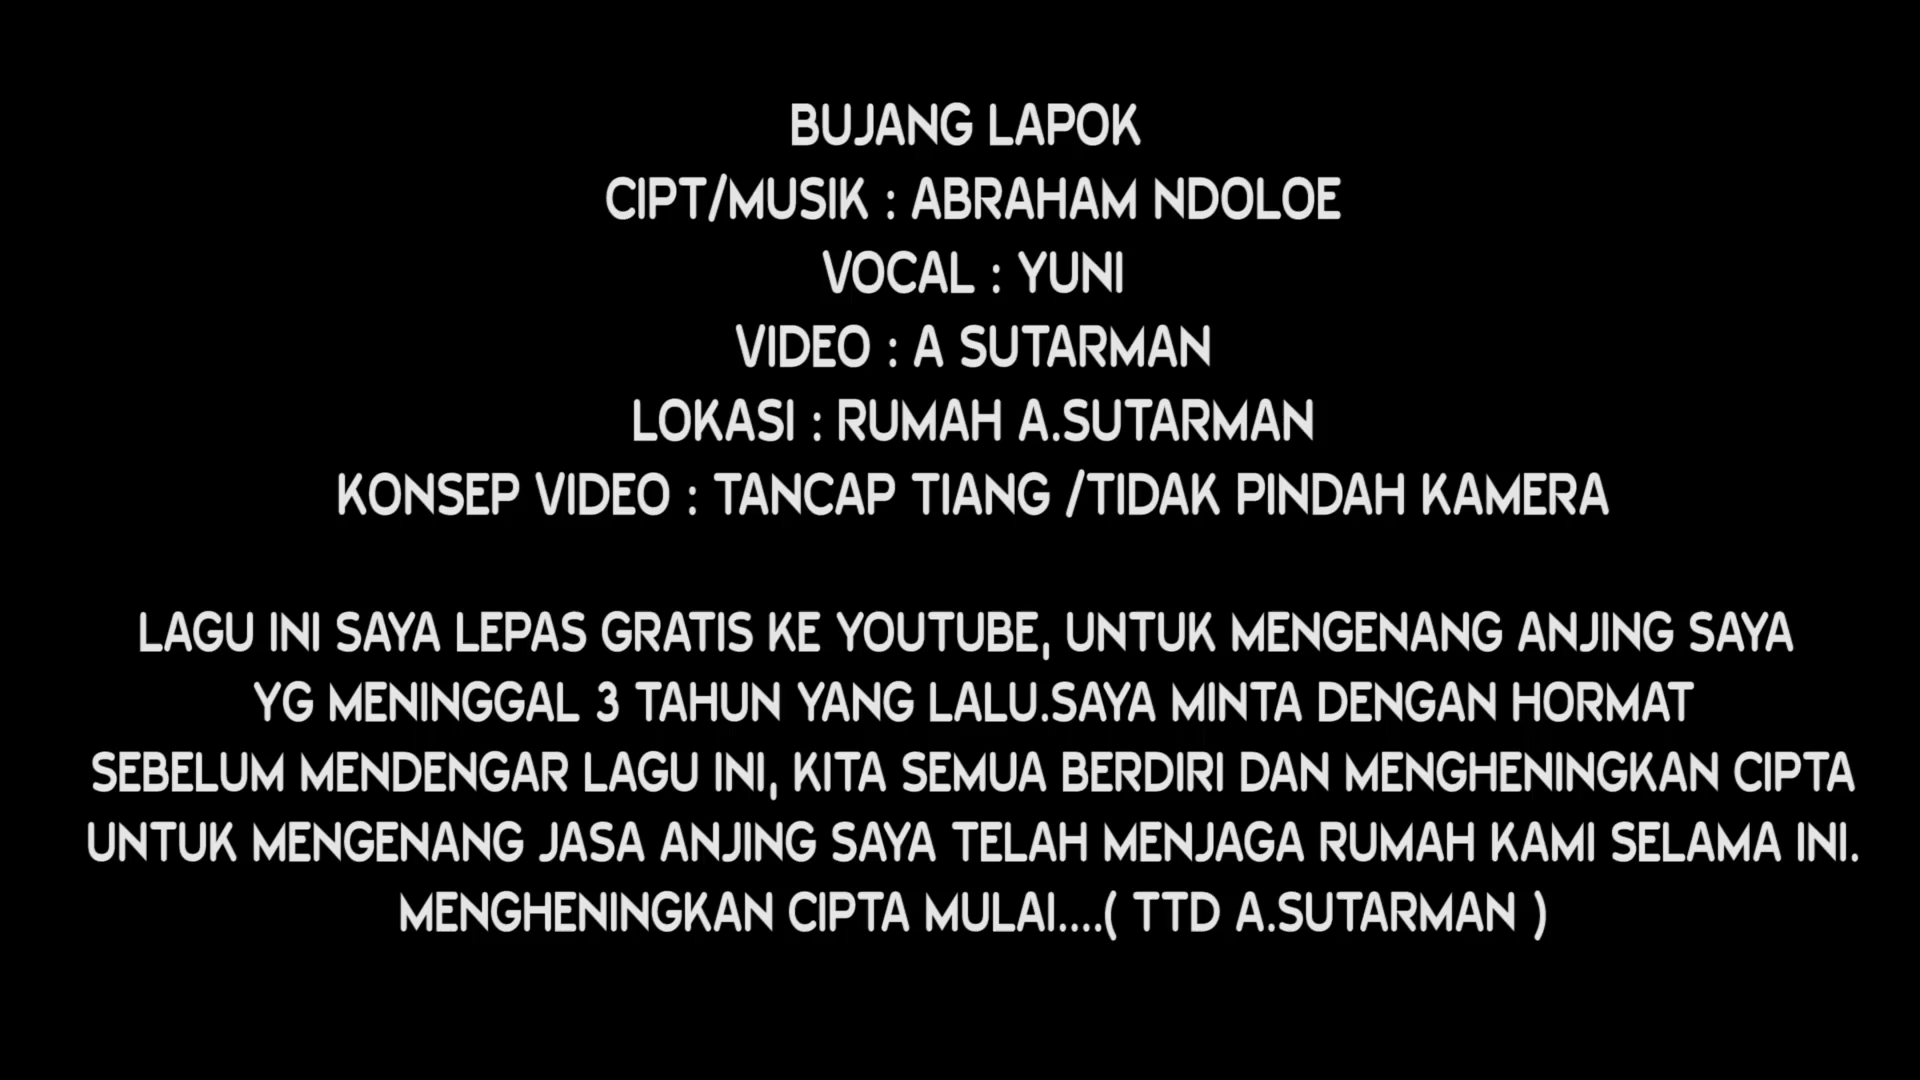 BUJANG LAPOK
CIPT/MUSIK : ABRAHAM NDOLOE
VOCAL : YUNI
VIDEO : A SUTARMAN
LOKASI : RUMAH A.SUTARMAN
KONSEP VIDEO : TANCAP TIANG /TIDAK PINDAH KAMERA
LAGU INI SAYA LEPAS GRATIS KE YOUTUBE, UNTUK MENGENANG ANJING SAYA
YG MENINGGAL 3 TAHUN YANG LALU.SAYA MINTA DENGAN HORMAT
SEBELUM MENDENGAR LAGU INI, KITA SEMUA BERDIRI DAN MENGHENINGKAN CIPTA
UNTUK MENGENANG JASA ANJING SAYA TELAH MENJAGA RUMAH KAMI SELAMA INI.
MENGHENINGKAN CIPTA MULAI....( TTD A.SUTARMAN )